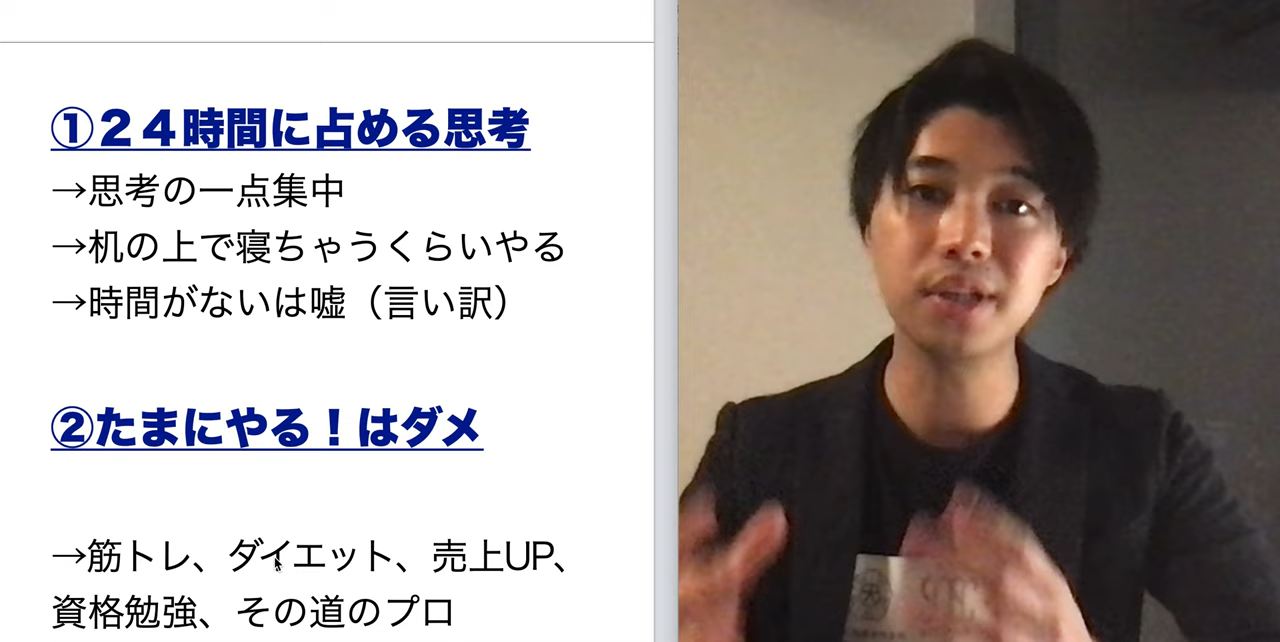 ①２４時間に占める思考
→思考の一点集中
→机の上で寝ちゃうくらいやる
→時間がないは嘘（言い訳）
②たまにやる！はダメ
→筋トレ、ダイエット、売上UP、
資格勉強、その道のプロ